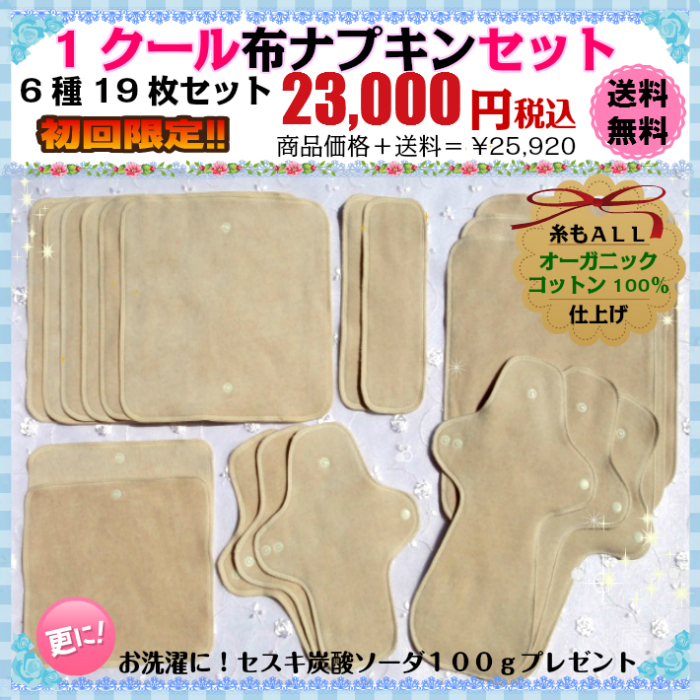 1クール布ナプキンセット
6種19枚セット 23,000円税込
送料
無料
初回限定!!
商品価格＋送料＝ ¥25,920
糸もALL
オーガニック
コットン100%
仕上げ
更に!
お洗濯に！セスキ炭酸ソーダ１００ｇプレゼント